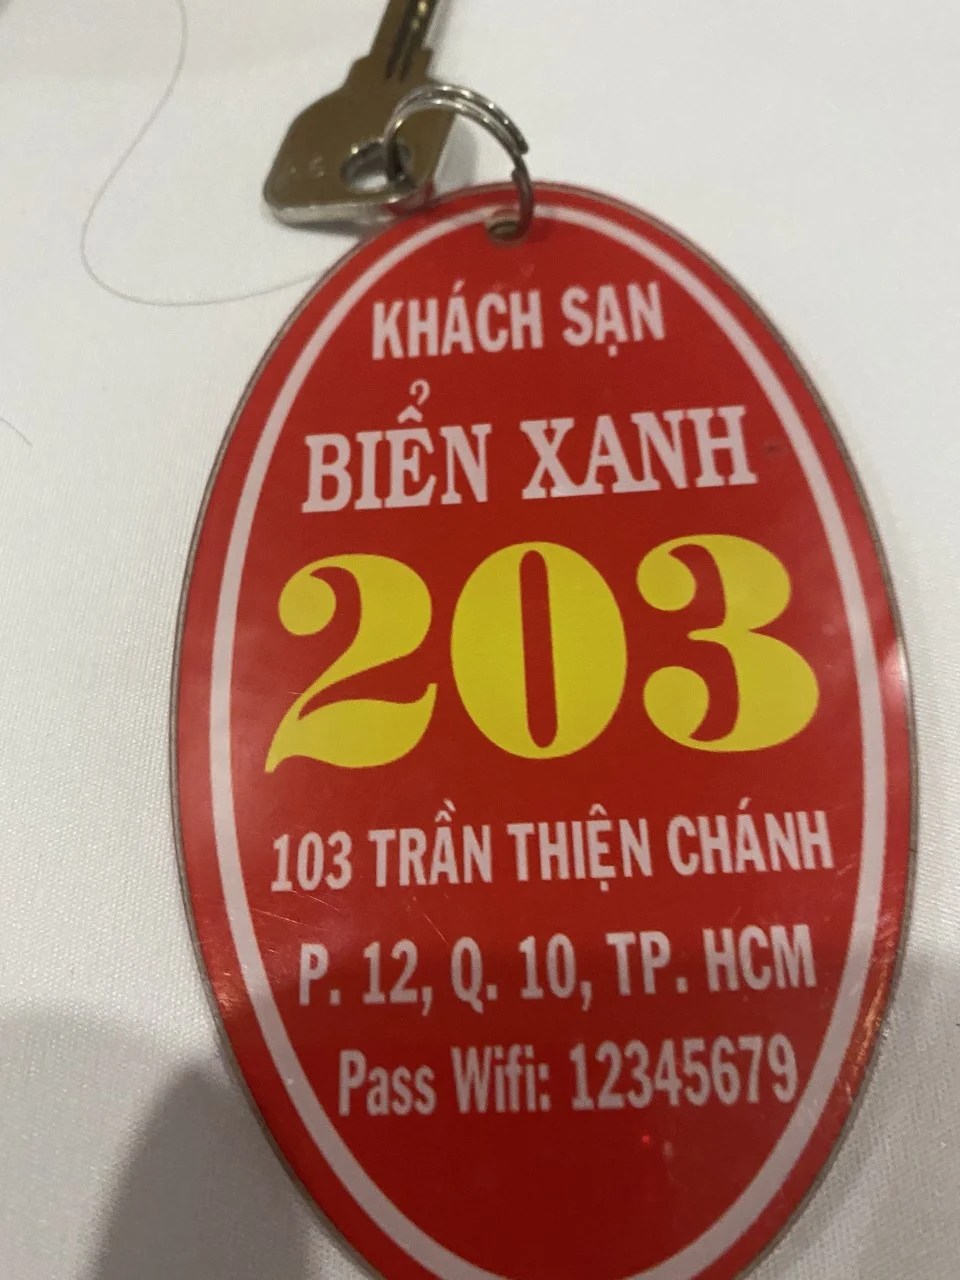 KHÁCH SẠN
BIỂN XANH
203
103 TRẦN THIỆN CHÁNH
P. 12, Q. 10, TP. HCM
Pass Wifi: 12345679